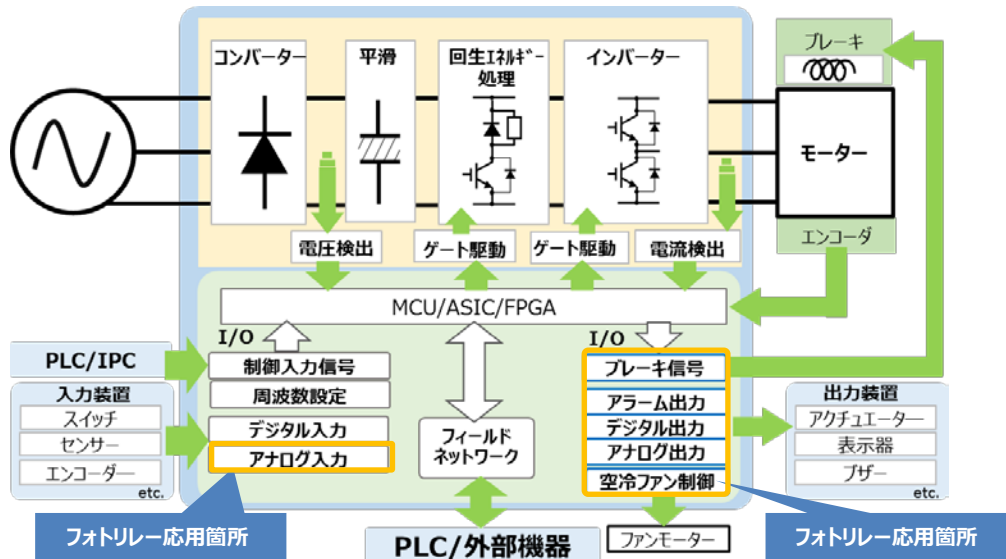 コンバーター
平滑
回生ｴﾈﾙｷﾞｰ
処理
インバーター
ブレーキ
モーター
エンコーダ
電圧検出
ゲート駆動
ゲート駆動
電流検出
MCU/ASIC/FPGA
I/O
I/O
PLC/IPC
制御入力信号
周波数設定
入力装置
スイッチ
センサー
エンコーダー
etc.
デジタル入力
アナログ入力
フィールド
ネットワーク
ブレーキ信号
アラーム出力
デジタル出力
アナログ出力
空冷ファン制御
出力装置
アクチュエーター
表示器
ブザー
etc.
フォトリレー応用箇所
PLC/外部機器
ファンモーター
フォトリレー応用箇所